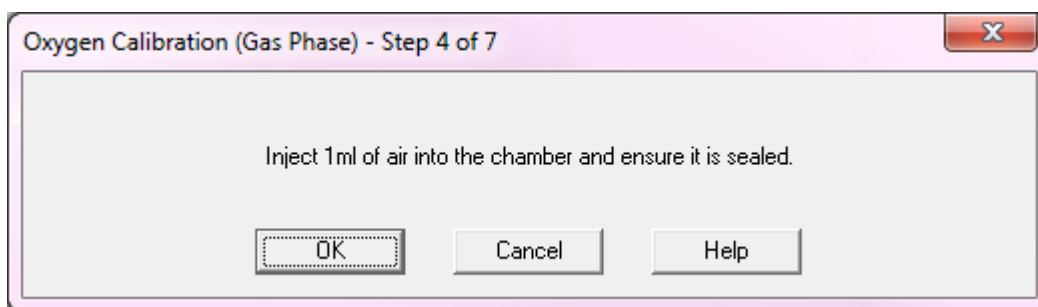 Oxygen Calibration (Gas Phase) - Step 4 of 7
Inject 1ml of air into the chamber and ensure it is sealed.
OK Cancel Help